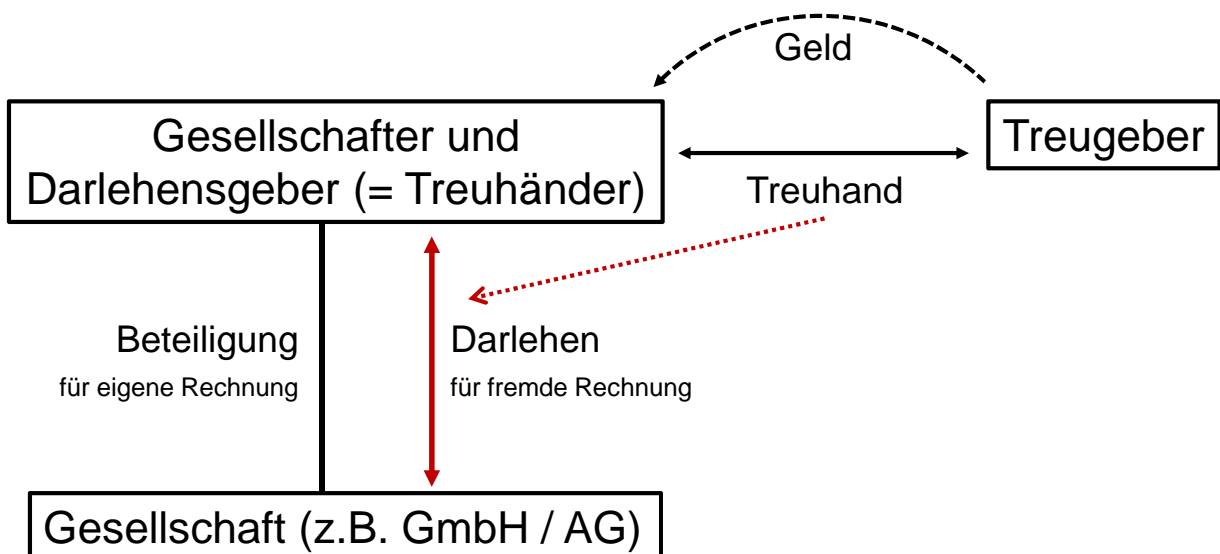 Geld
Gesellschafter und
Darlehensgeber (= Treuhänder)
Treugeber
Treuhand
Beteiligung
für eigene Rechnung
Darlehen
für fremde Rechnung
Gesellschaft (z.B. GmbH / AG)